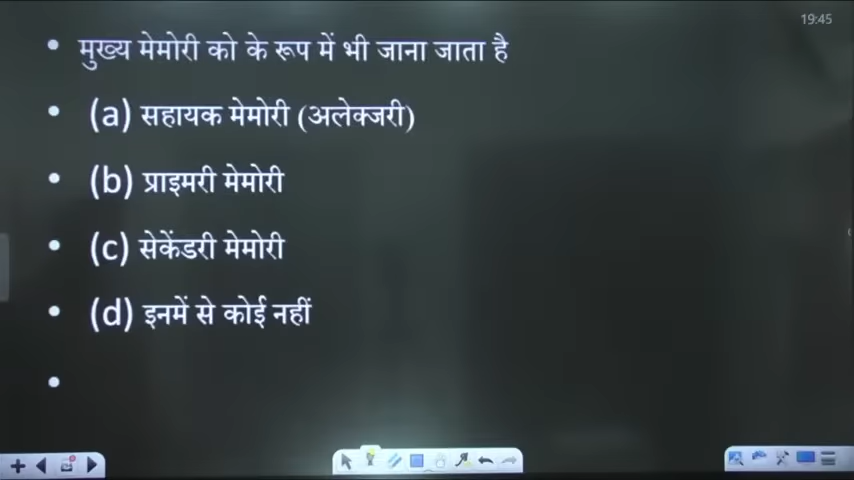 19:45
• मुख्य मेमोरी को के रूप में भी जाना जाता है
• (a) सहायक मेमोरी (अलेक्जरी)
• (b) प्राइमरी मेमोरी
• (c) सेकेंडरी मेमोरी
• (d) इनमें से कोई नहीं
•